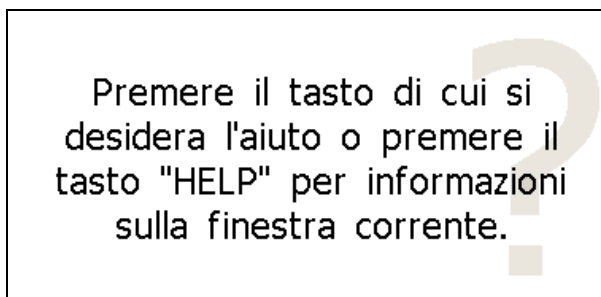 Premere il tasto di cui si
desidera l'aiuto o premere il
tasto "HELP" per informazioni
sulla finestra corrente.
?